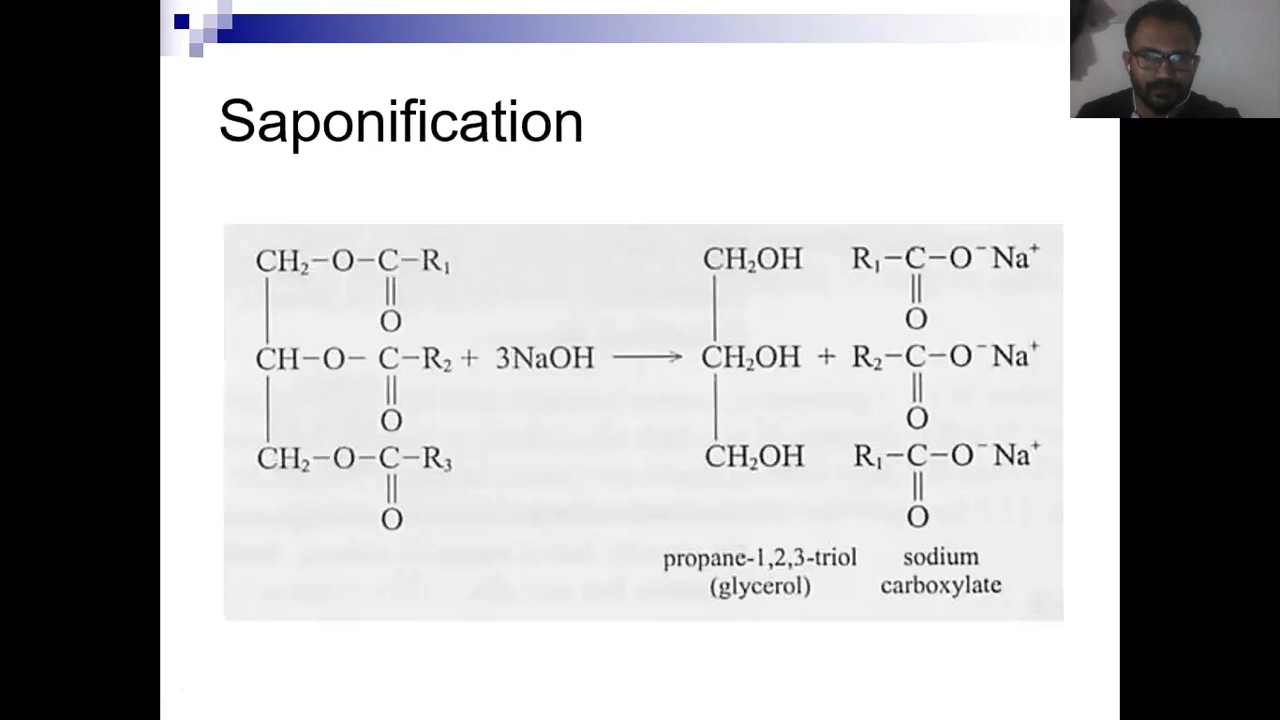 Saponification
CH₂−O−C−R₁
||
O
CH−O− C−R₂ + 3NaOH ⟶
||
O
CH₂−O−C−R₃
||
O
CH₂OH R₁−C−O⁻Na⁺
||
O
CH₂OH + R₂−C−O⁻Na⁺
||
O
CH₂OH R₁−C−O⁻Na⁺
||
O
propane-1,2,3-triol
(glycerol)
sodium
carboxylate